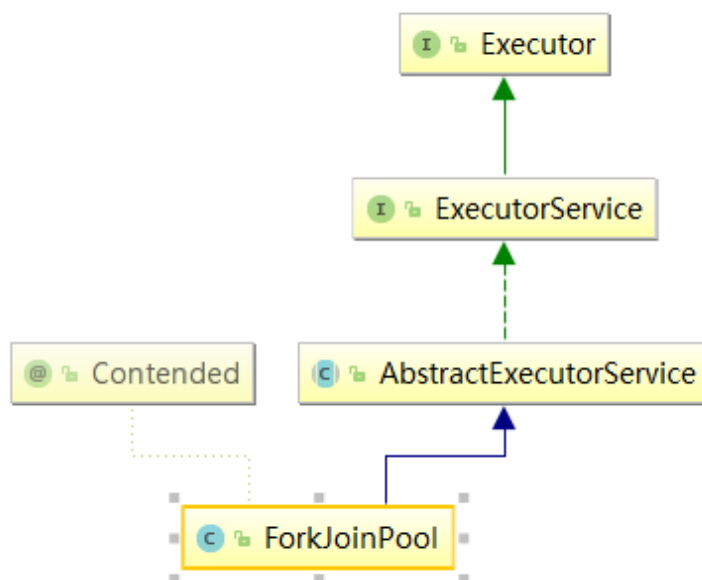 I Executor
I ExecutorService
@ Contended
C AbstractExecutorService
C ForkJoinPool